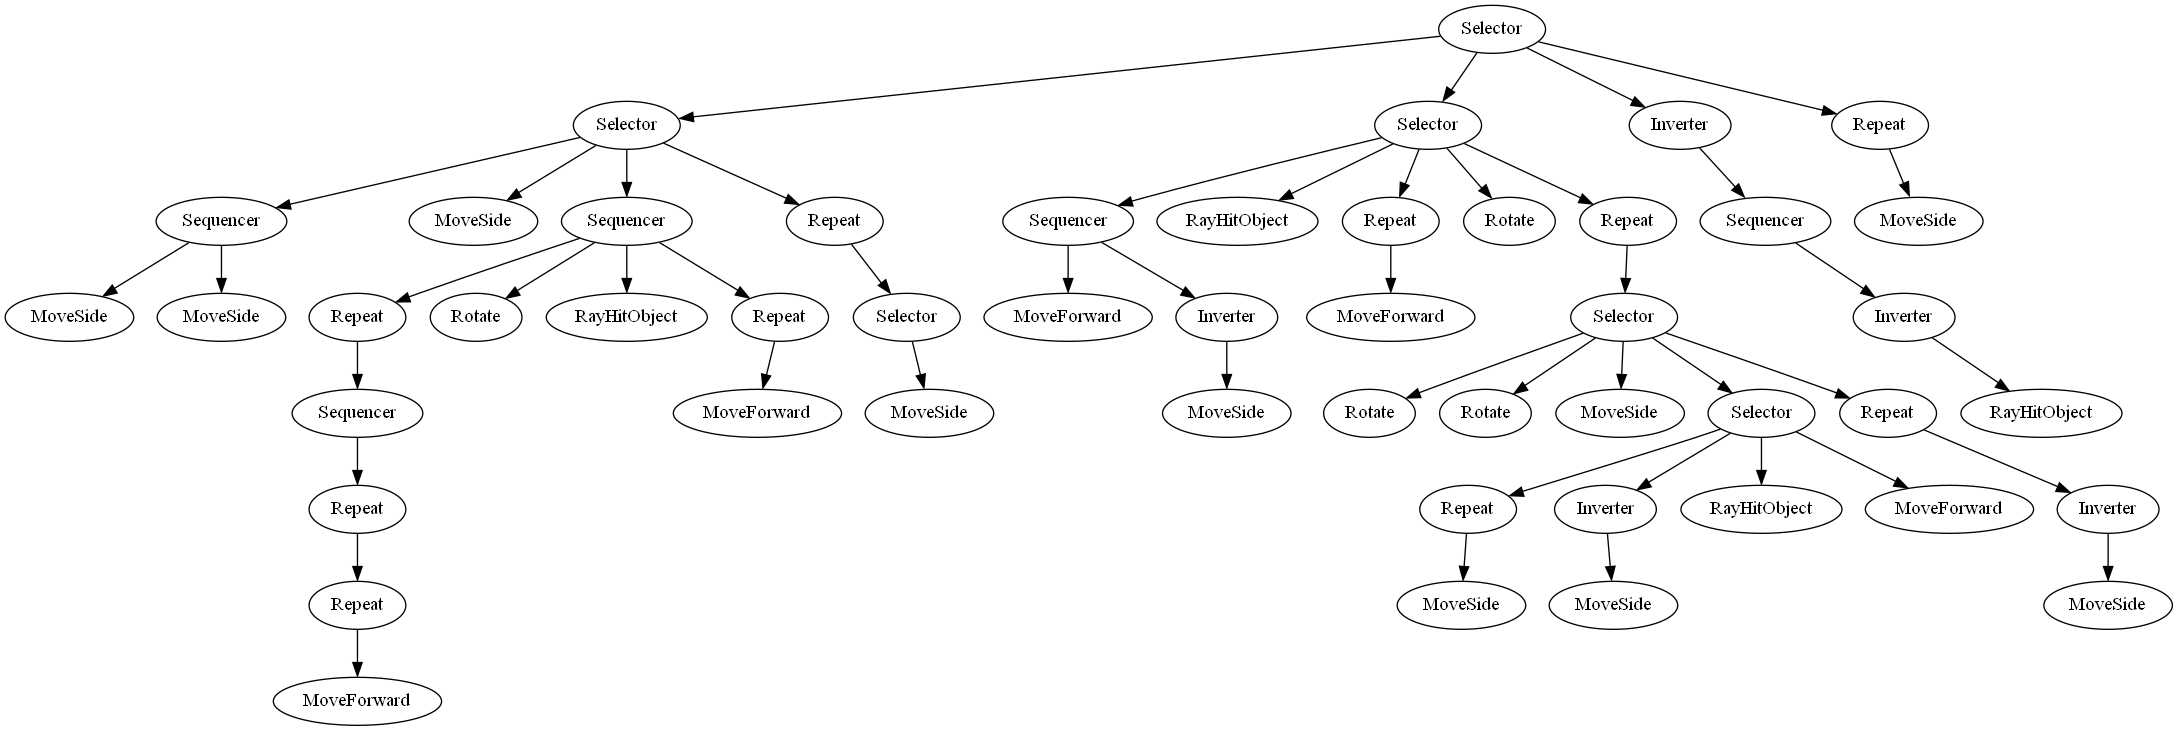 Selector
Selector
Selector
Inverter
Repeat
Sequencer
MoveSide
Sequencer
Repeat
Sequencer
RayHitObject
Repeat
Rotate
Repeat
Sequencer
MoveSide
MoveSide
MoveSide
Repeat
Rotate
RayHitObject
Repeat
Selector
MoveForward
Inverter
MoveForward
Selector
Inverter
Sequencer
MoveForward
MoveSide
MoveSide
Rotate
Rotate
MoveSide
Selector
Repeat
RayHitObject
Repeat
Repeat
Inverter
RayHitObject
MoveForward
Inverter
Repeat
MoveSide
MoveSide
MoveSide
MoveForward